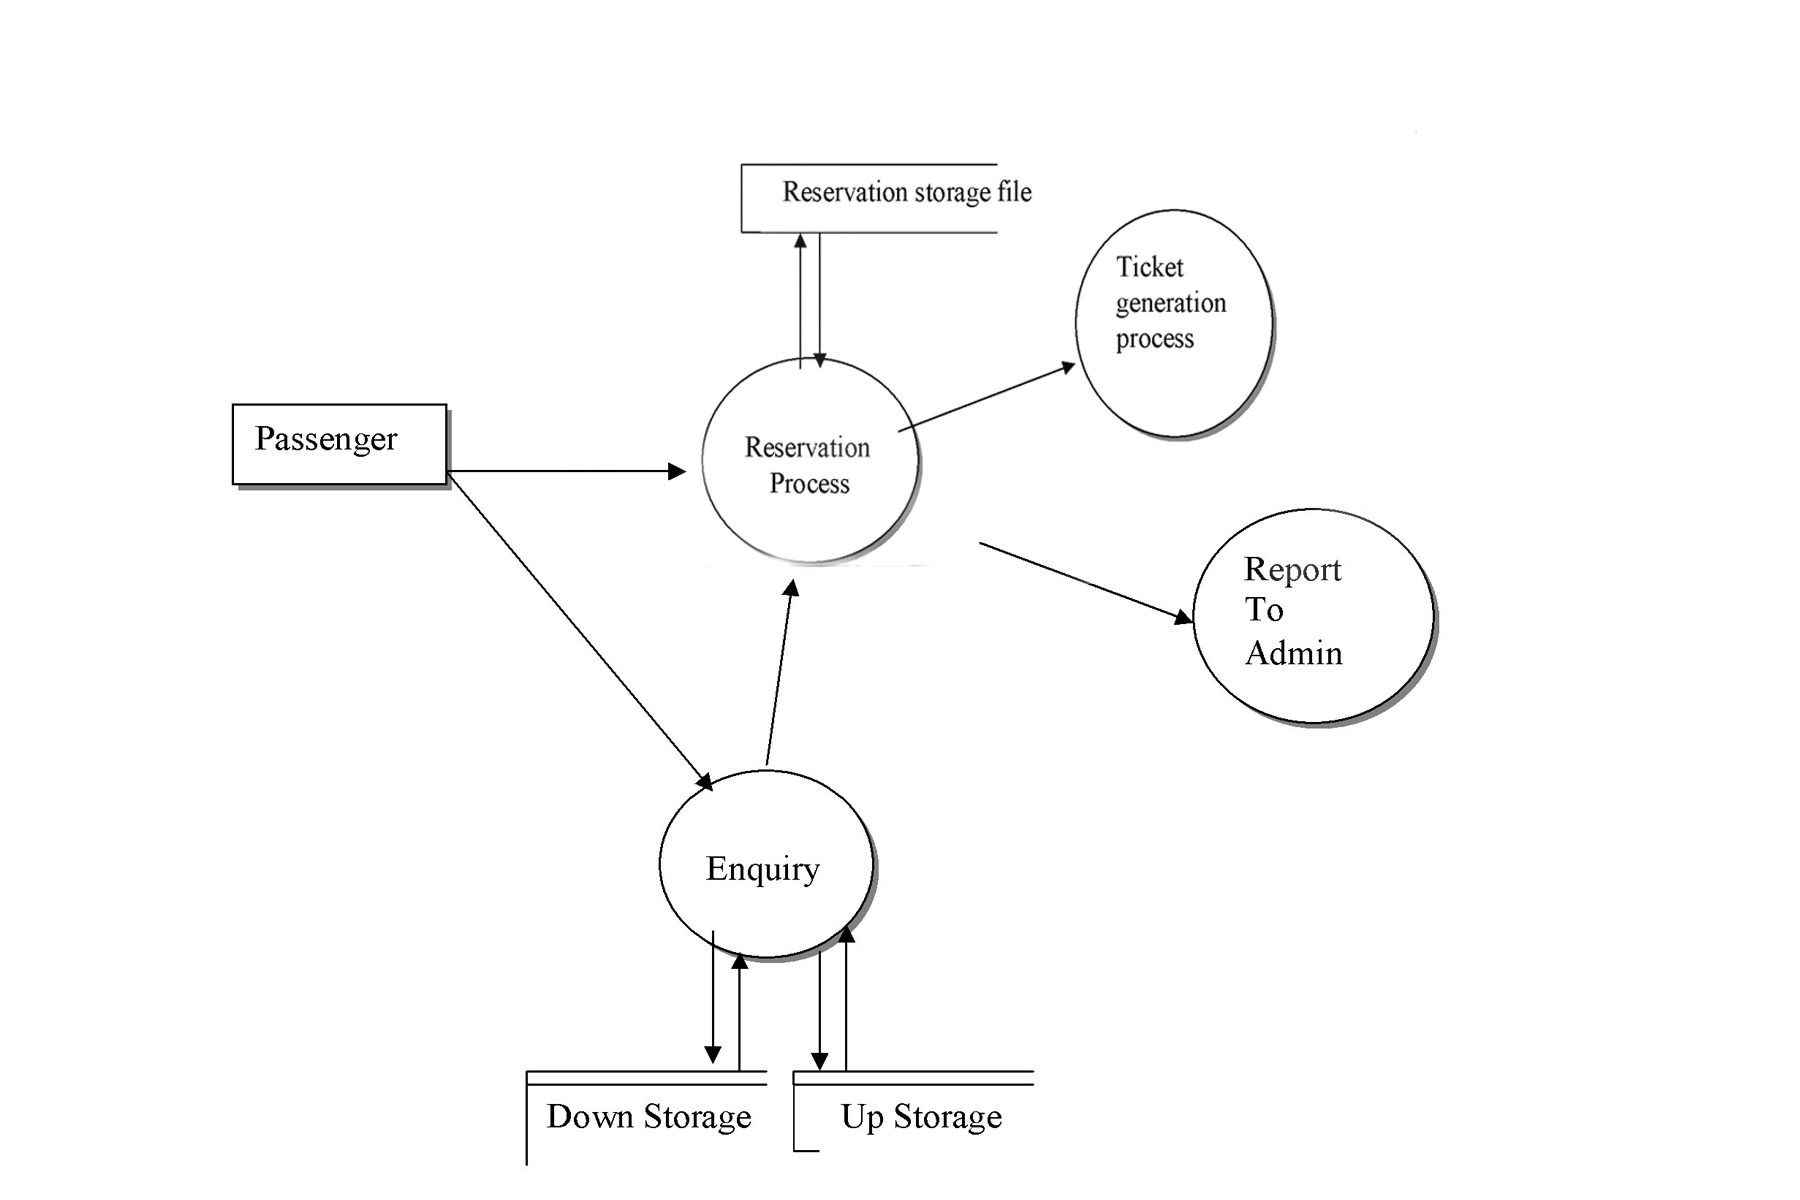 Reservation storage file
Ticket
generation
process
Passenger
Reservation
Process
Report
To
Admin
Enquiry
Down Storage
Up Storage